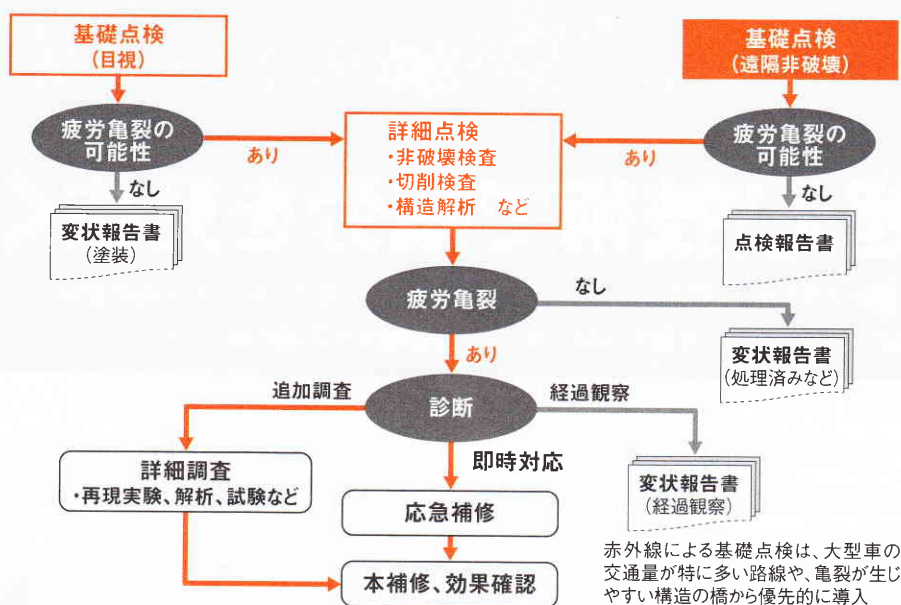 基礎点検
(目視)
基礎点検
(遠隔非破壊)
疲労亀裂の
可能性
あり
なし
変状報告書
(塗装)
詳細点検
・非破壊検査
・切削検査
・構造解析 など
疲労亀裂の
可能性
あり
なし
点検報告書
疲労亀裂
なし
変状報告書
(処理済みなど)
あり
診断
追加調査
経過観察
即時対応
詳細調査
・再現実験、解析、試験など
応急補修
変状報告書
(経過観察)
本補修、効果確認
赤外線による基礎点検は、大型車の
交通量が特に多い路線や、亀裂が生じ
やすい構造の橋から優先的に導入